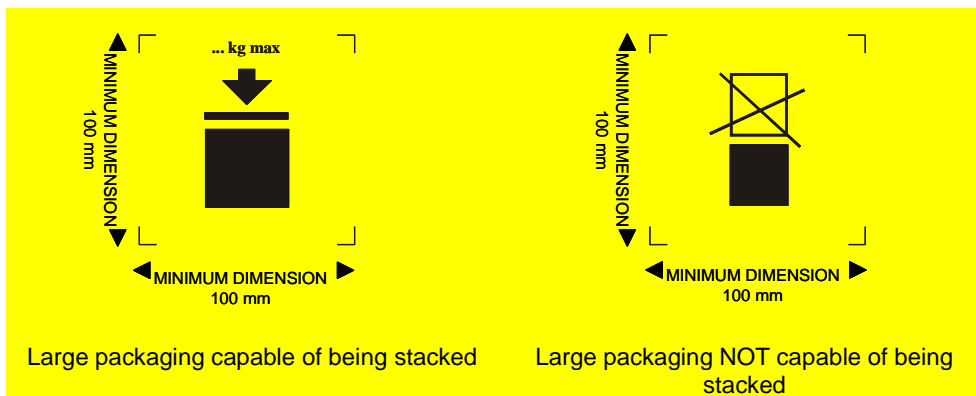 ... kg max
MINIMUM DIMENSION
100 mm
MINIMUM DIMENSION
100 mm
Large packaging capable of being stacked
MINIMUM DIMENSION
100 mm
MINIMUM DIMENSION
100 mm
Large packaging NOT capable of being
stacked